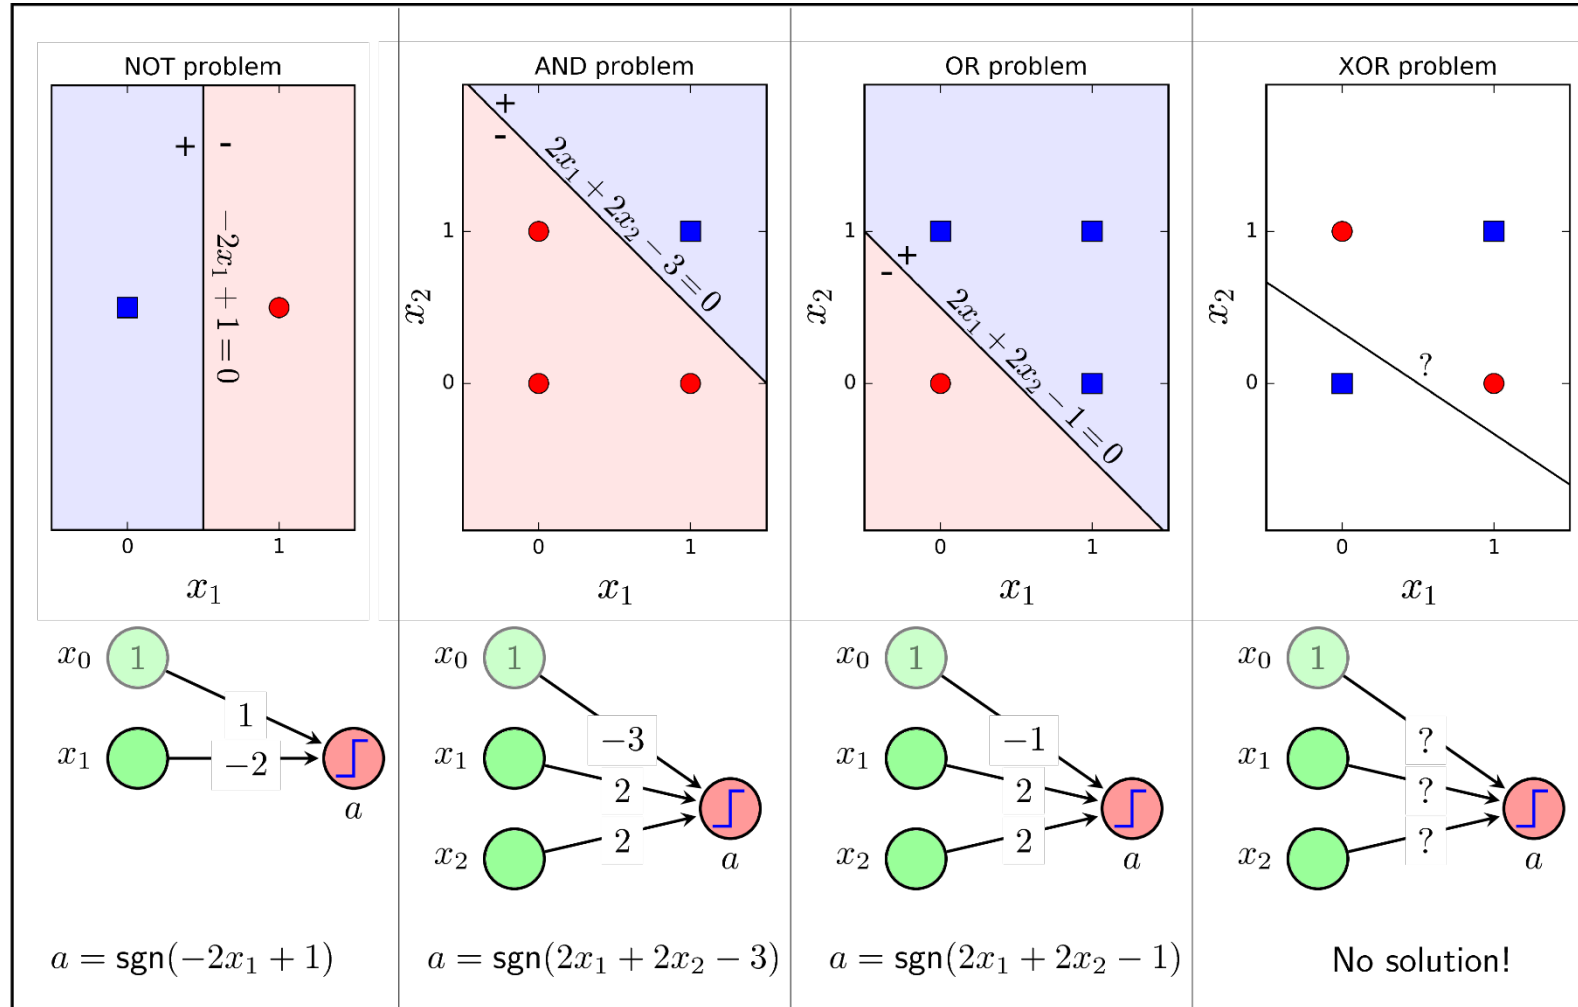 NOT problem
+ -
−2x₁ + 1 = 0
0 1
x₁
x₀ 1
1
x₁ −2
a
a = sgn(−2x₁ + 1)
AND problem
+
-
2x₁ + 2x₂ − 3 = 0
1
x₂
0
0 1
x₁
x₀ 1
−3
x₁ 2
x₂ 2
a
a = sgn(2x₁ + 2x₂ − 3)
OR problem
1
+
-
2x₁ + 2x₂ − 1 = 0
x₂
0
0 1
x₁
x₀ 1
−1
x₁ 2
x₂ 2
a
a = sgn(2x₁ + 2x₂ − 1)
XOR problem
1
x₂
?
0
0 1
x₁
x₀ 1
?
x₁ ?
x₂ ?
a
No solution!